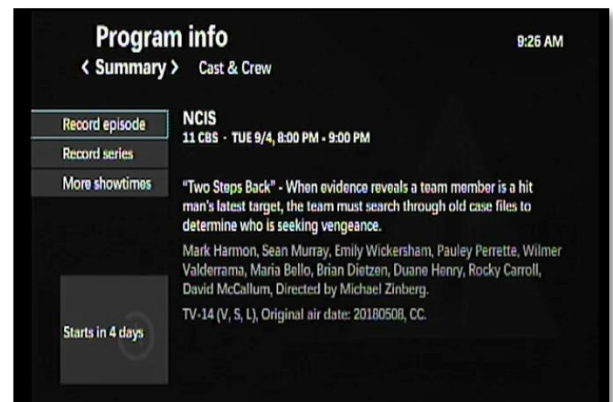 Program info
9:26 AM
< Summary > Cast & Crew
Record episode
Record series
More showtimes
Starts in 4 days
NCIS
11 CBS - TUE 9/4, 8:00 PM - 9:00 PM
"Two Steps Back" - When evidence reveals a team member is a hit
man's latest target, the team must search through old case files to
determine who is seeking vengeance.
Mark Harmon, Sean Murray, Emily Wickersham, Pauley Perrette, Wilmer
Valderrama, Maria Bello, Brian Dietzen, Duane Henry, Rocky Carroll,
David McCallum, Directed by Michael Zinberg.
TV-14 (V, S, L), Original air date: 20180508, CC.